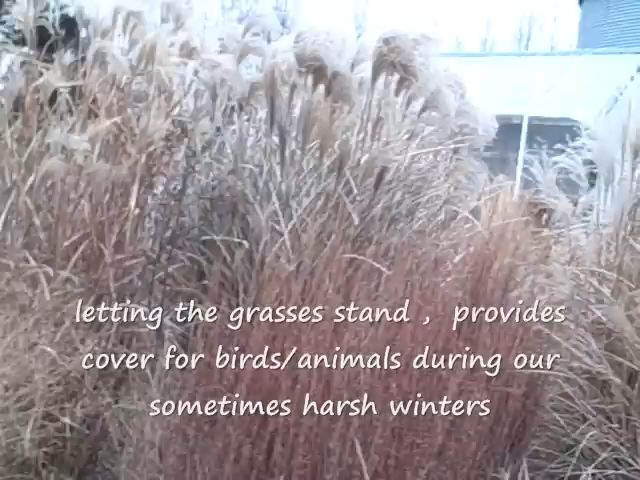 letting the grasses stand ,  provides
cover for birds/animals during our
sometimes harsh winters